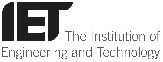 IET The Institution of
Engineering and Technology